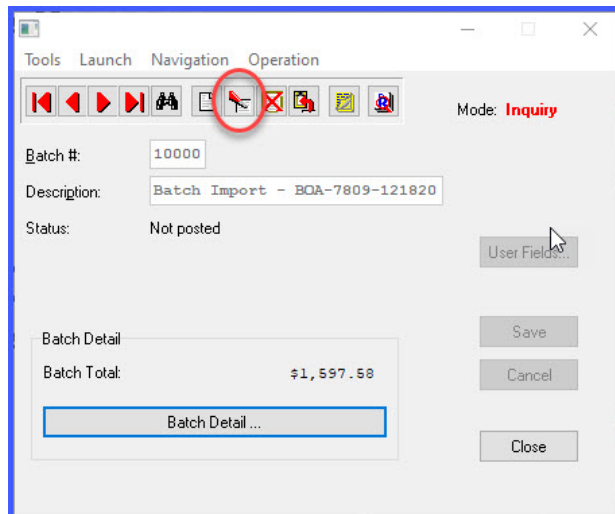 Tools Launch Navigation Operation
Mode: Inquiry
Batch #: 10000
Description: Batch Import - BOA-7809-121820
Status: Not posted
User Fields...
Batch Detail
Save
Batch Total: $1,597.58
Cancel
Batch Detail ...
Close